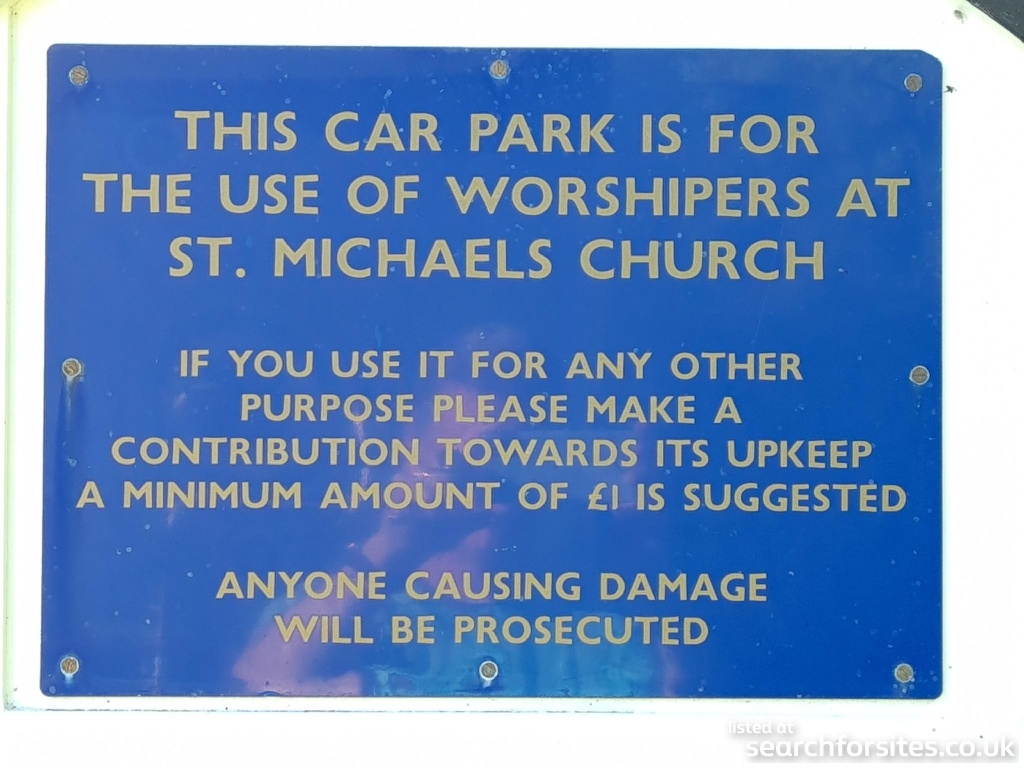 THIS CAR PARK IS FOR
THE USE OF WORSHIPERS AT
ST. MICHAELS CHURCH
IF YOU USE IT FOR ANY OTHER
PURPOSE PLEASE MAKE A
CONTRIBUTION TOWARDS ITS UPKEEP
A MINIMUM AMOUNT OF £1 IS SUGGESTED
ANYONE CAUSING DAMAGE
WILL BE PROSECUTED
listed at
searchforsites.co.uk